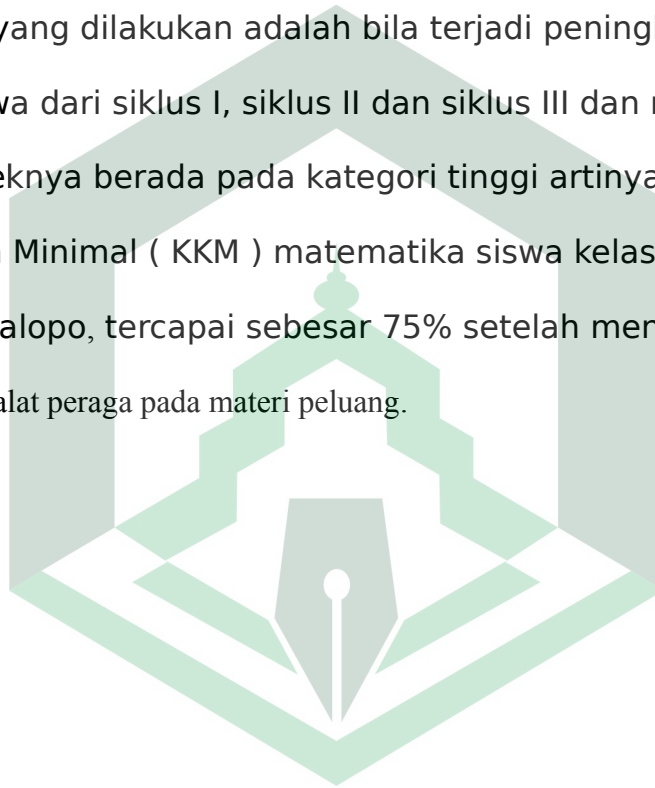 yang dilakukan adalah bila terjadi pening
wa dari siklus I, siklus II dan siklus III dan
eknya berada pada kategori tinggi artinya
Minimal ( KKM ) matematika siswa kelas
alopo, tercapai sebesar 75% setelah men
alat peraga pada materi peluang.